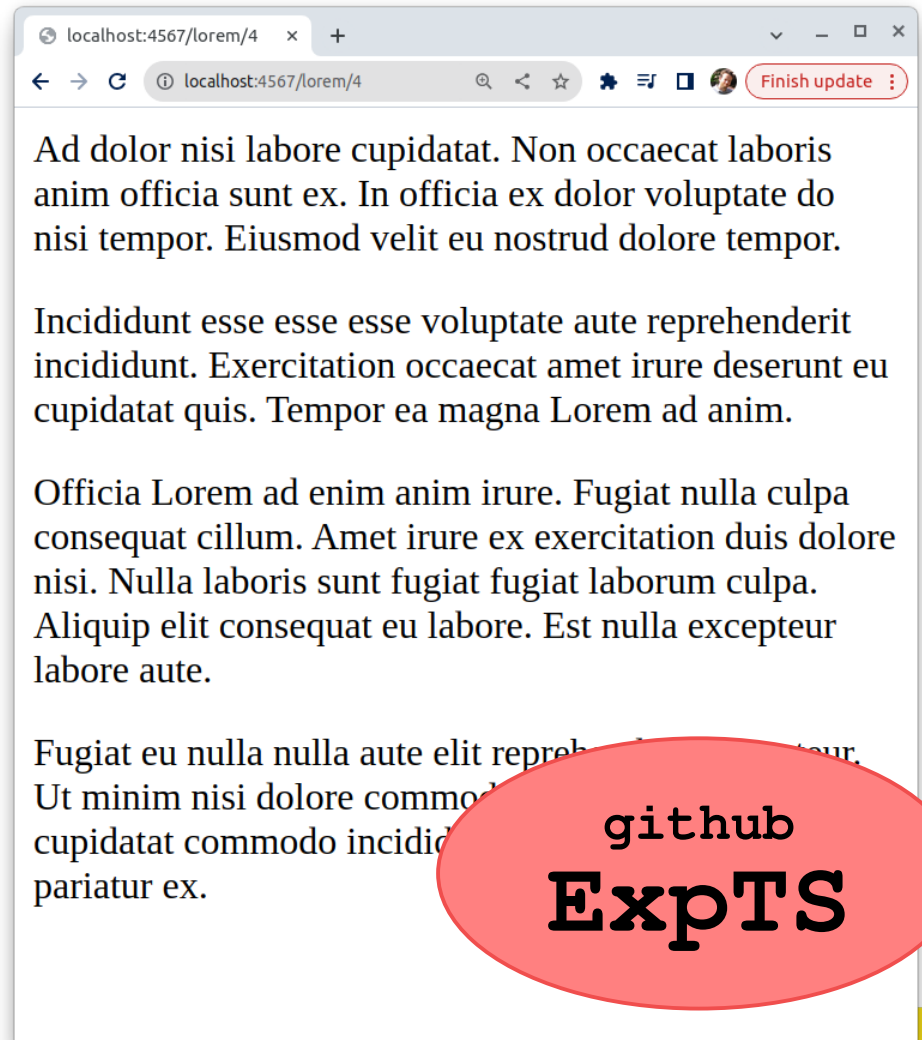 localhost:4567/lorem/4
localhost:4567/lorem/4
Finish update
Ad dolor nisi labore cupidatat. Non occaecat laboris
anim officia sunt ex. In officia ex dolor voluptate do
nisi tempor. Eiusmod velit eu nostrud dolore tempor.
Incididunt esse esse esse voluptate aute reprehenderit
incididunt. Exercitation occaecat amet irure deserunt eu
cupidatat quis. Tempor ea magna Lorem ad anim.
Officia Lorem ad enim anim irure. Fugiat nulla culpa
consequat cillum. Amet irure ex exercitation duis dolore
nisi. Nulla laboris sunt fugiat fugiat laborum culpa.
Aliquip elit consequat eu labore. Est nulla excepteur
labore aute.
Fugiat eu nulla nulla aute elit
Ut minim nisi dolore
cupidatat commodo
pariatur ex.
github
ExpTS